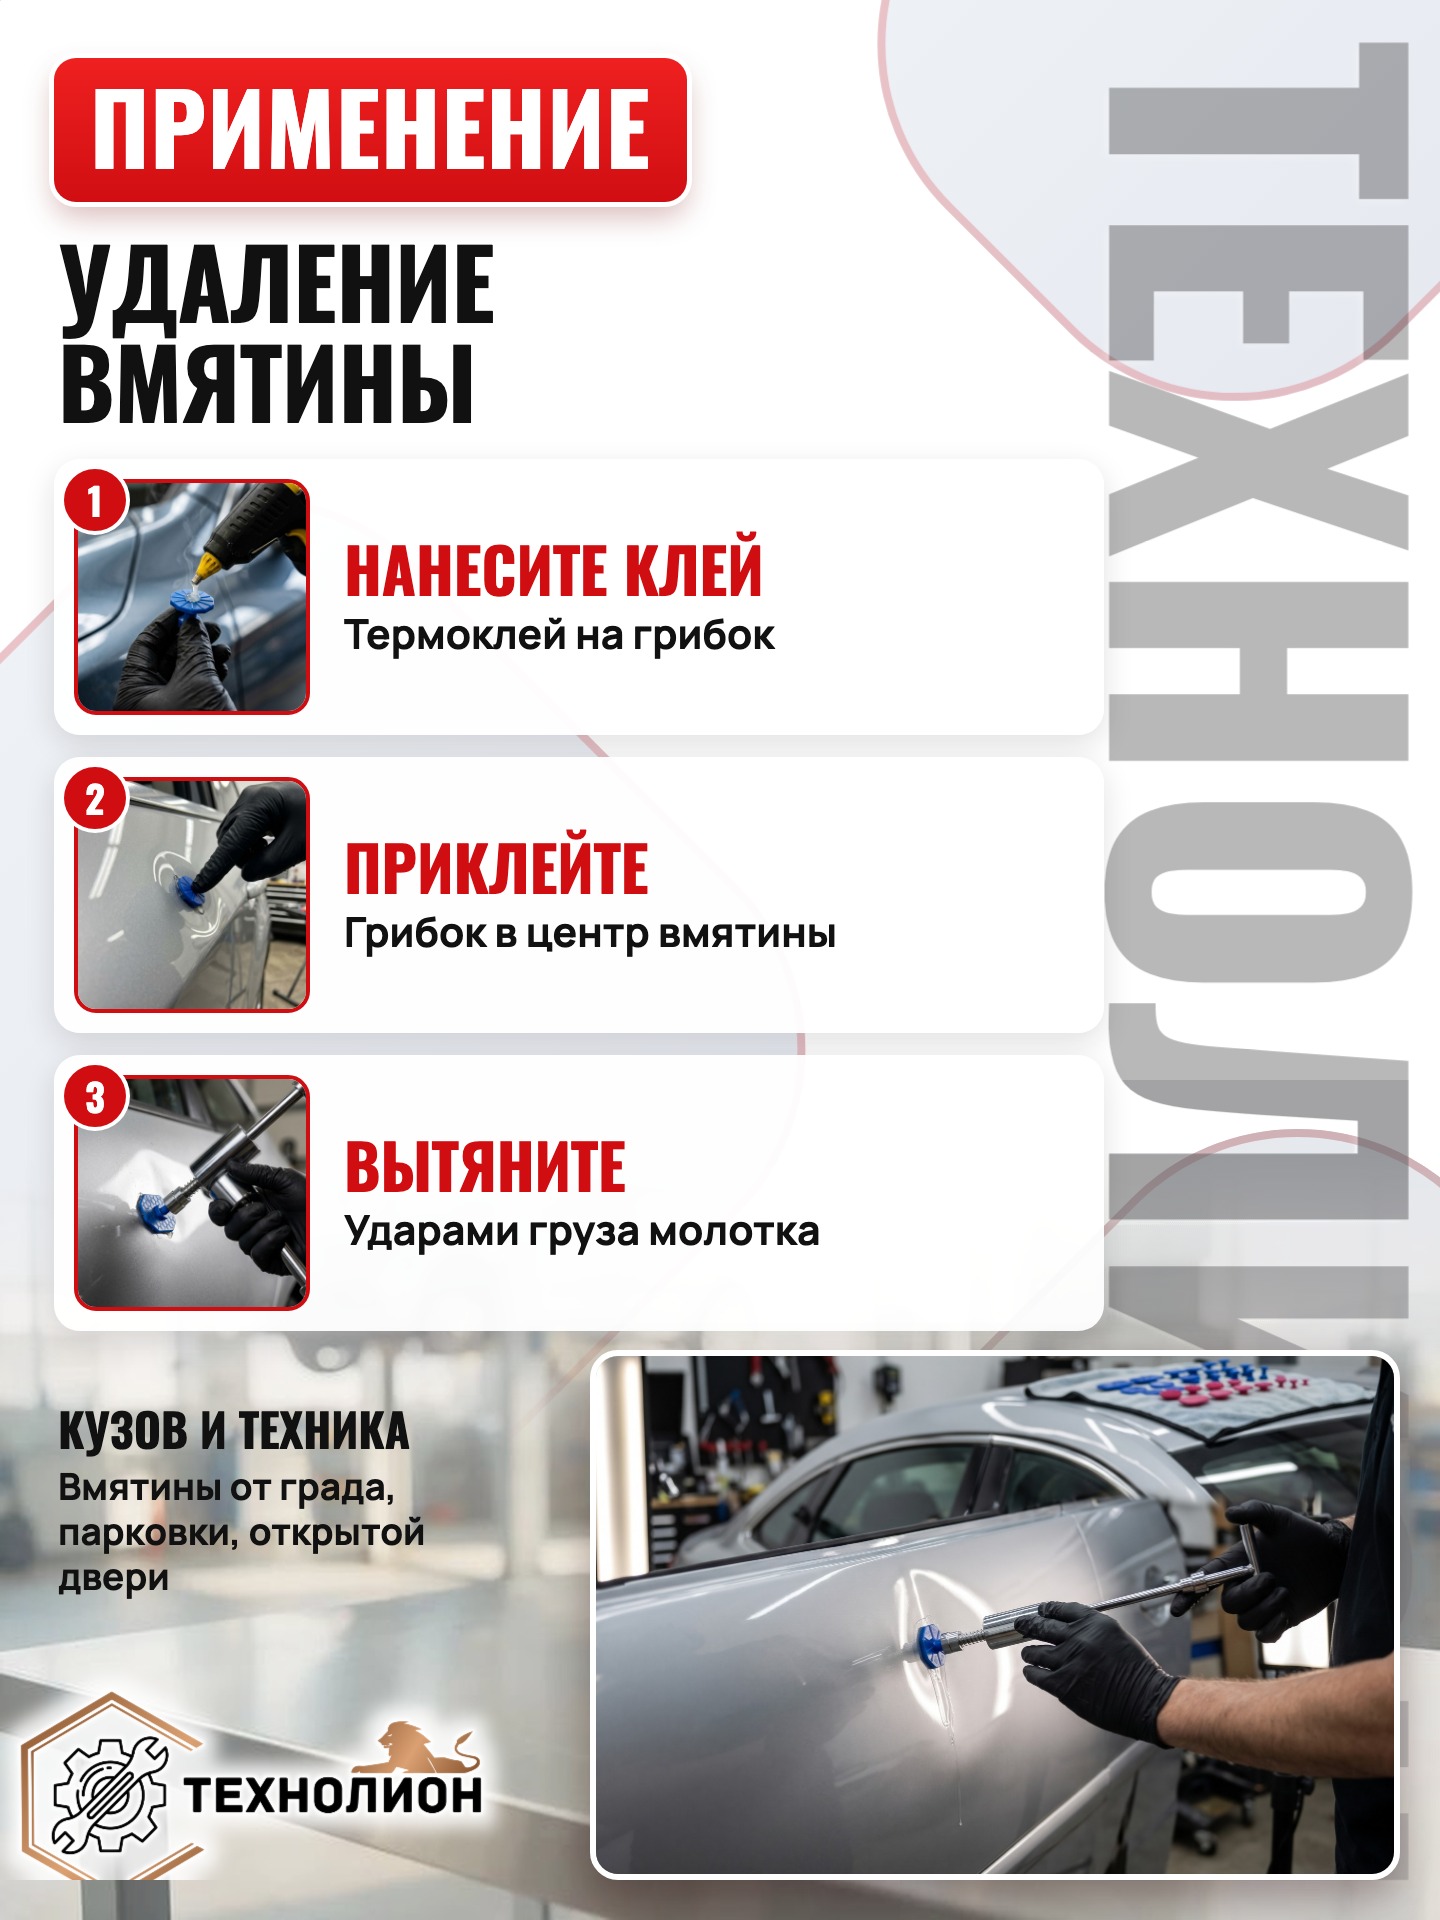 ПРИМЕНЕНИЕ
УДАЛЕНИЕ
ВМЯТИНЫ
1
НАНЕСИТЕ КЛЕЙ
Термоклей на грибок
2
ПРИКЛЕЙТЕ
Грибок в центр вмятины
3
ВЫТЯНИТЕ
Ударами груза молотка
КУЗОВ И ТЕХНИКА
Вмятины от града,
парковки, открытой
двери
ТЕХНОЛИОН
ТЕХНОЛИ